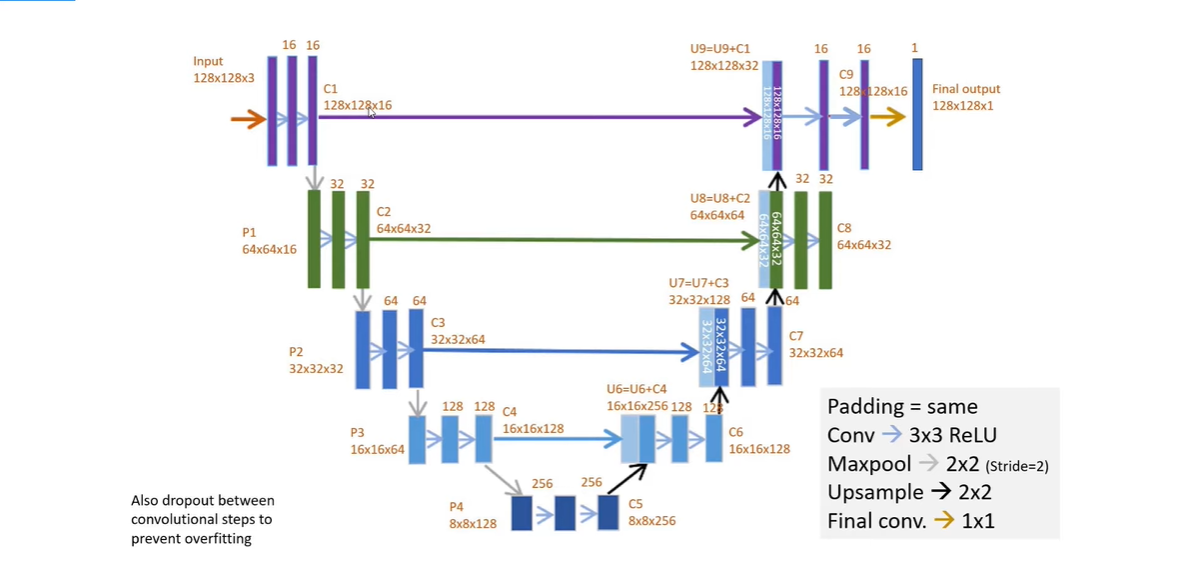 16 16
Input
128x128x3
C1
128x128x16
U9=U9+C1
128x128x32
128x128x16
128x128x16
16
16
C9
128x128x16
1
Final output
128x128x1
32 32
P1
64x64x16
C2
64x64x32
U8=U8+C2
64x64x64
64x64x32
64x64x32
32 32
C8
64x64x32
64 64
P2
32x32x32
C3
32x32x64
U7=U7+C3
32x32x128
32x32x64
32x32x64
64
64
C7
32x32x64
128 128
P3
16x16x64
C4
16x16x128
U6=U6+C4
16x16x256
128
128
C6
16x16x128
256
256
P4
8x8x128
C5
8x8x256
Also dropout between
convolutional steps to
prevent overfitting
Padding = same
Conv → 3x3 ReLU
Maxpool → 2x2 (Stride=2)
Upsample → 2x2
Final conv. → 1x1